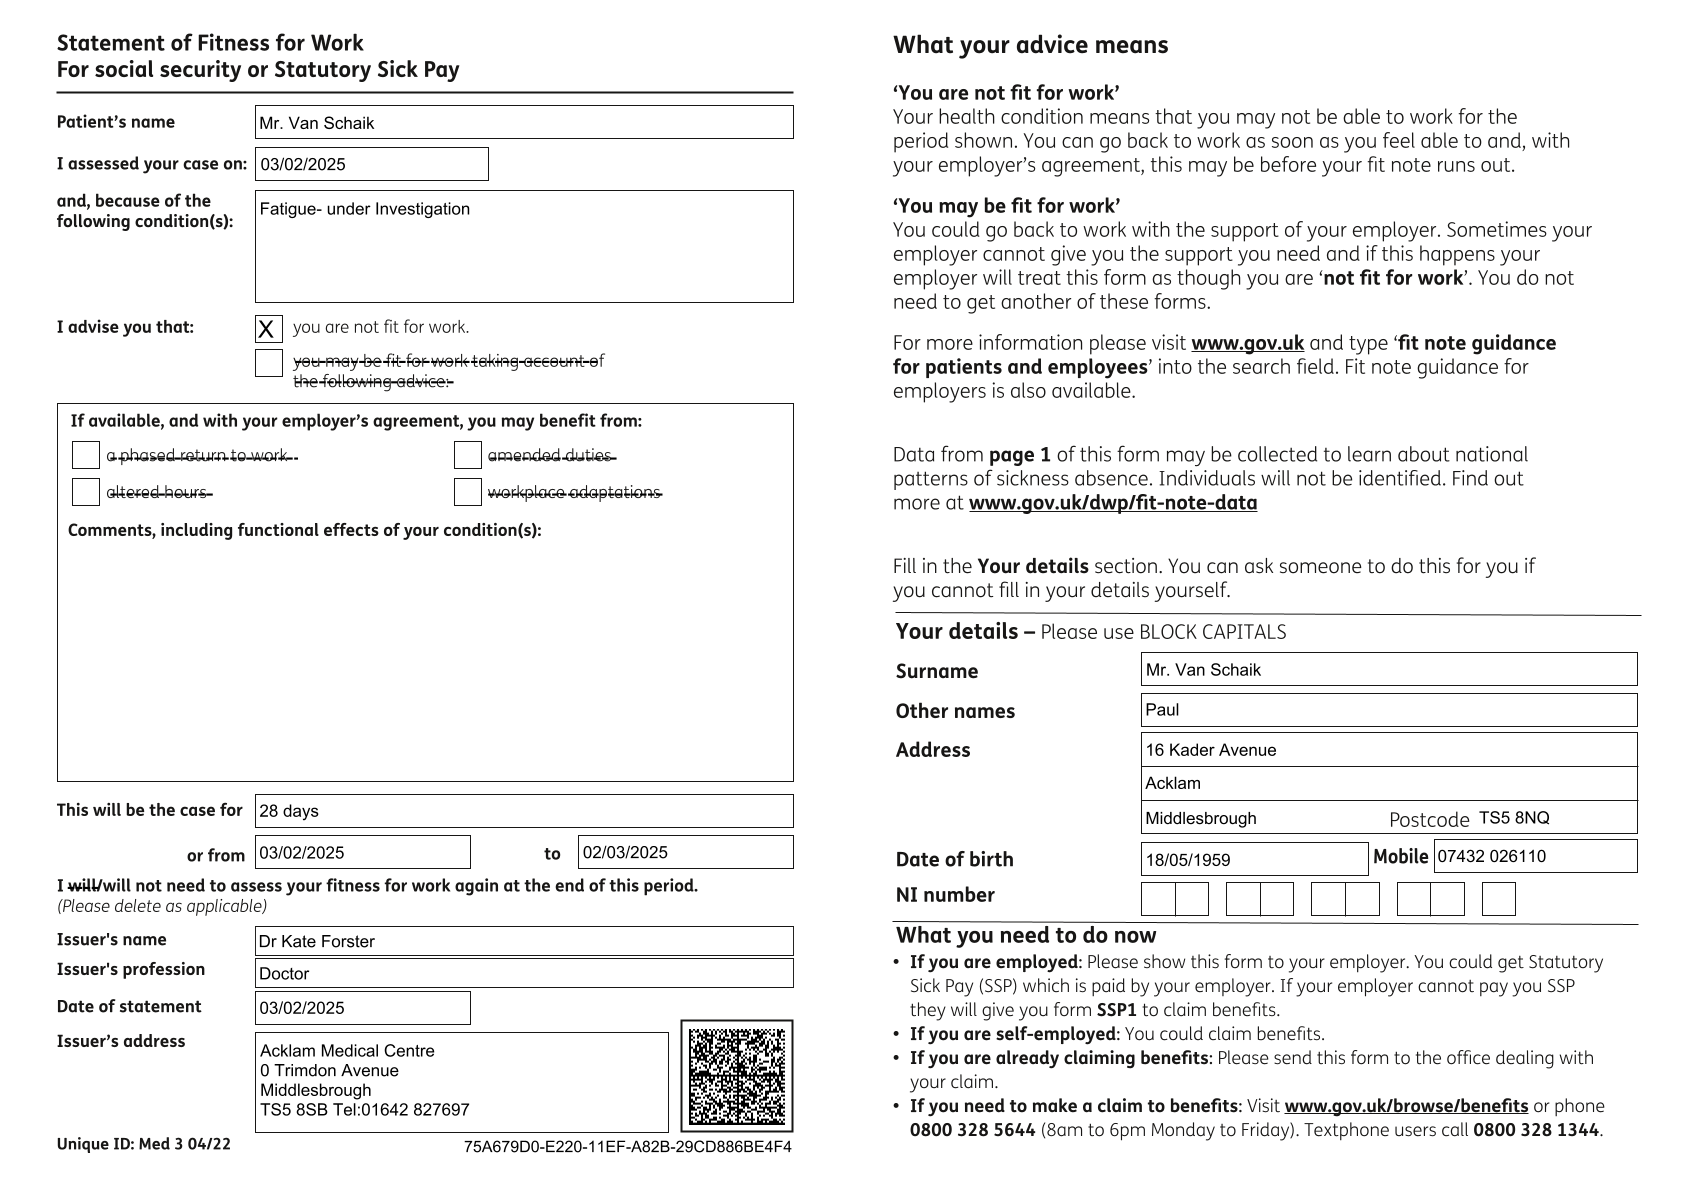 Statement of Fitness for Work
For social security or Statutory Sick Pay
Patient’s name
Mr. Van Schaik
I assessed your case on:
03/02/2025
and, because of the
following condition(s):
Fatigue- under Investigation
I advise you that:
X you are not fit for work.
you may be fit for work taking account of
the following advice:
If available, and with your employer’s agreement, you may benefit from:
a phased return to work
amended duties
altered hours
workplace adaptations
Comments, including functional effects of your condition(s):
This will be the case for
28 days
or from 03/02/2025 to 02/03/2025
I will/will not need to assess your fitness for work again at the end of this period.
(Please delete as applicable)
Issuer's name
Dr Kate Forster
Issuer's profession
Doctor
Date of statement
03/02/2025
Issuer’s address
Acklam Medical Centre
0 Trimdon Avenue
Middlesbrough
TS5 8SB Tel:01642 827697
Unique ID: Med 3 04/22
75A679D0-E220-11EF-A82B-29CD886BE4F4
What your advice means
‘You are not fit for work’
Your health condition means that you may not be able to work for the
period shown. You can go back to work as soon as you feel able to and, with
your employer’s agreement, this may be before your fit note runs out.
‘You may be fit for work’
You could go back to work with the support of your employer. Sometimes your
employer cannot give you the support you need and if this happens your
employer will treat this form as though you are ‘not fit for work’. You do not
need to get another of these forms.
For more information please visit www.gov.uk and type ‘fit note guidance
for patients and employees’ into the search field. Fit note guidance for
employers is also available.
Data from page 1 of this form may be collected to learn about national
patterns of sickness absence. Individuals will not be identified. Find out
more at www.gov.uk/dwp/fit-note-data
Fill in the Your details section. You can ask someone to do this for you if
you cannot fill in your details yourself.
Your details – Please use BLOCK CAPITALS
Surname
Mr. Van Schaik
Other names
Paul
Address
16 Kader Avenue
Acklam
Middlesbrough Postcode TS5 8NQ
Date of birth
18/05/1959 Mobile 07432 026110
NI number
What you need to do now
• If you are employed: Please show this form to your employer. You could get Statutory
Sick Pay (SSP) which is paid by your employer. If your employer cannot pay you SSP
they will give you form SSP1 to claim benefits.
• If you are self-employed: You could claim benefits.
• If you are already claiming benefits: Please send this form to the office dealing with
your claim.
• If you need to make a claim to benefits: Visit www.gov.uk/browse/benefits or phone
0800 328 5644 (8am to 6pm Monday to Friday). Textphone users call 0800 328 1344.